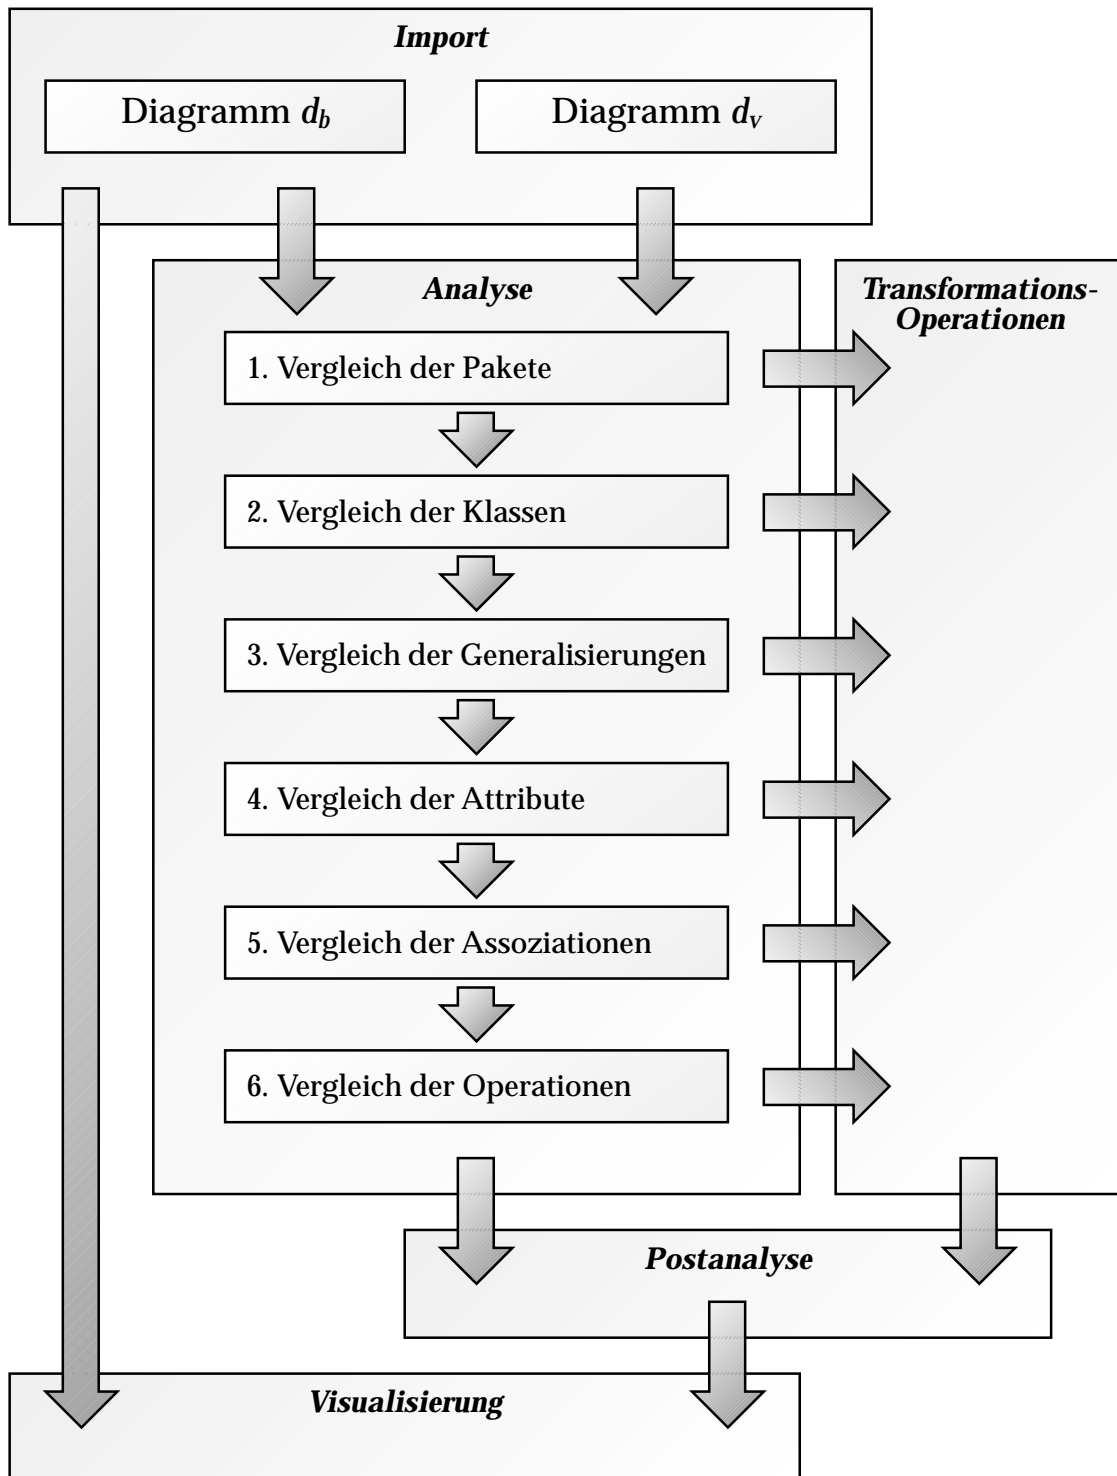 Import
Diagramm d_b
Diagramm d_v
Analyse
Transformations-
Operationen
1. Vergleich der Pakete
2. Vergleich der Klassen
3. Vergleich der Generalisierungen
4. Vergleich der Attribute
5. Vergleich der Assoziationen
6. Vergleich der Operationen
Postanalyse
Visualisierung